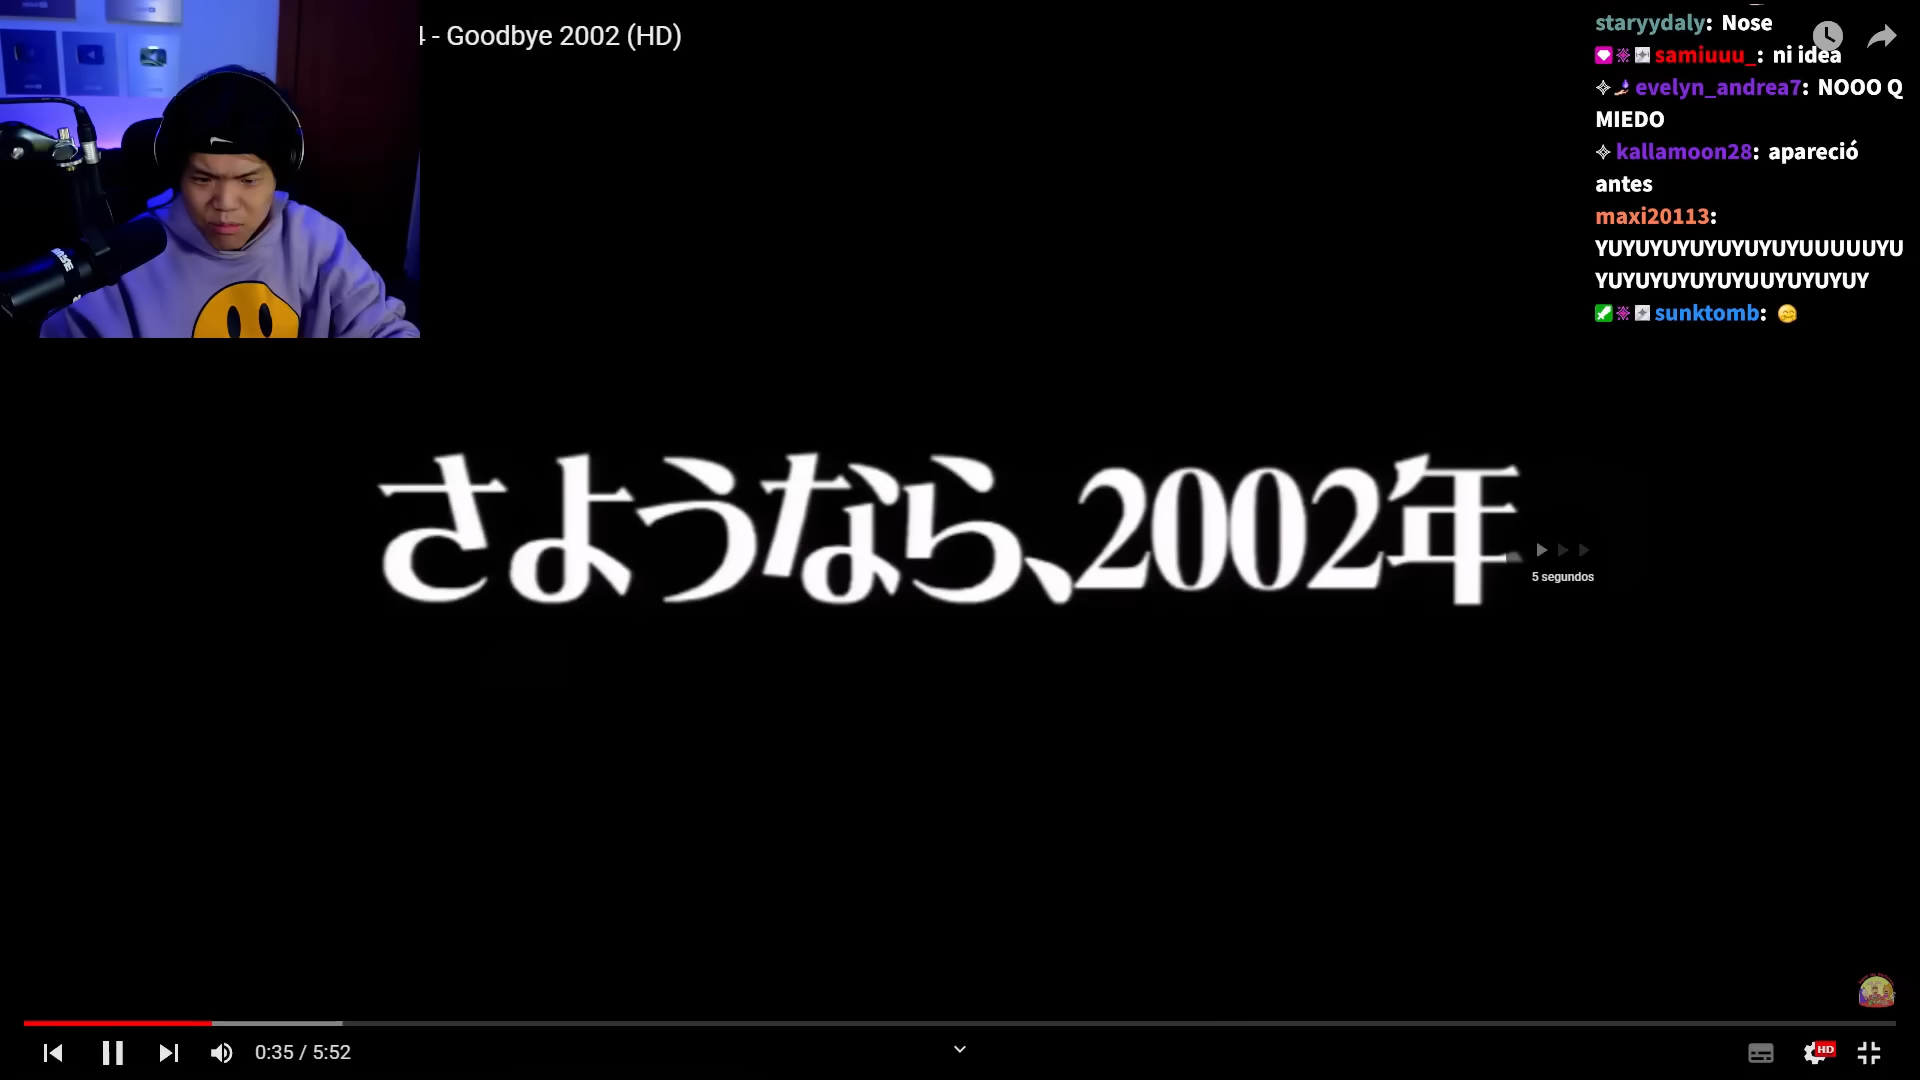 4 - Goodbye 2002 (HD)
staryydaly: Nose
samiuuu_: ni idea
evelyn_andrea7: NOOO Q
MIEDO
kallamoon28: apareció
antes
maxi20113:
YUYUYUYUYUYUYUYUUUUUYU
YUYUYUYUYUYUUYUYUYUY
sunktomb: 🤗
さようなら、2002年
5 segundos
0:35 / 5:52
HD